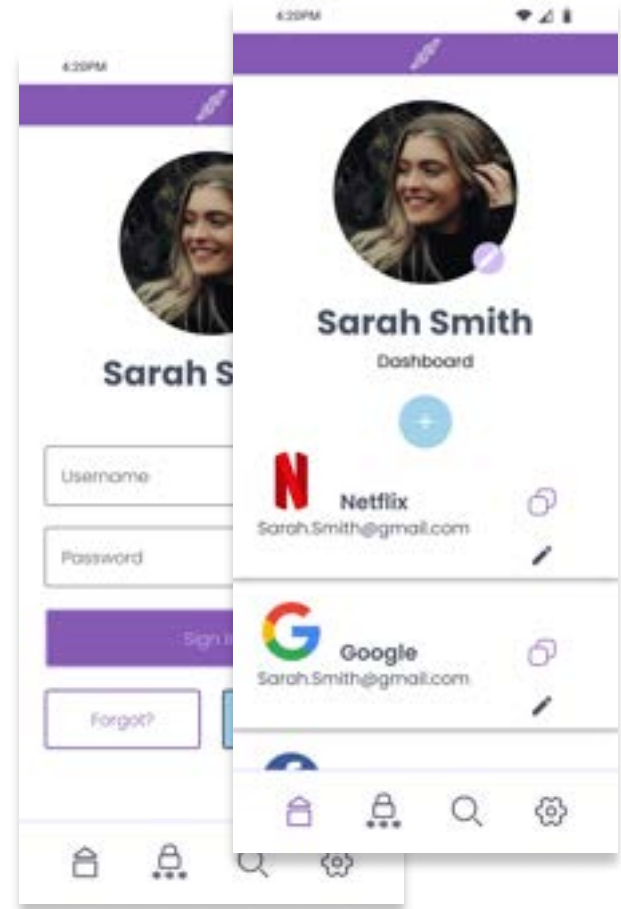 4:20PM
Sarah S
Username
Password
Sign i
Forgot?
4:20PM
Sarah Smith
Dashboard
+
Netflix
Sarah.Smith@gmail.com
Google
Sarah.Smith@gmail.com